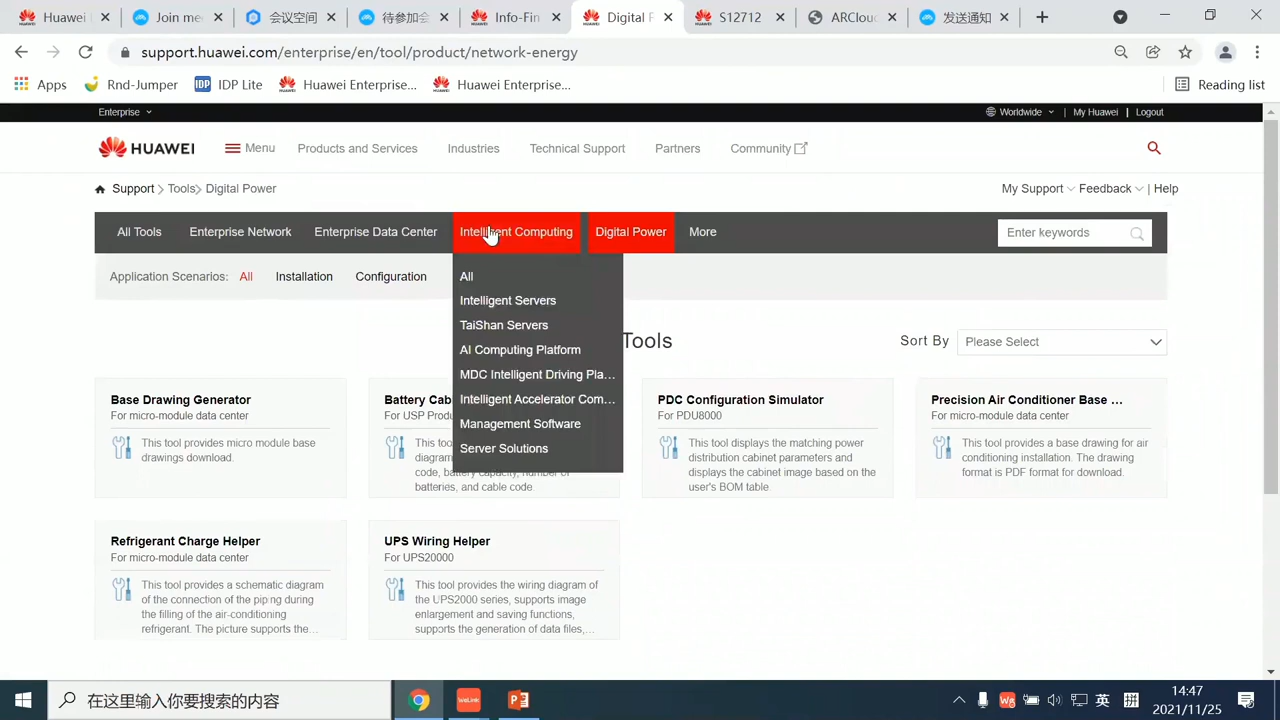 Huawei
Join me
会议空间
待参加会
Info-Fin
Digital P
S12712
ARClou
发送通知
support.huawei.com/enterprise/en/tool/product/network-energy
Apps
Rnd-Jumper
IDP
IDP Lite
Huawei Enterprise...
Huawei Enterprise...
Reading list
Enterprise
Worldwide | My Huawei | Logout
HUAWEI
Menu
Products and Services
Industries
Technical Support
Partners
Community
Support > Tools> Digital Power
My Support Feedback | Help
All Tools
Enterprise Network
Enterprise Data Center
Intelligent Computing
Digital Power
More
Enter keywords
Application Scenarios: All Installation Configuration
All
Intelligent Servers
TaiShan Servers
AI Computing Platform
MDC Intelligent Driving Pla...
Intelligent Accelerator Com...
Management Software
Server Solutions
Tools
Sort By
Please Select
Base Drawing Generator
For micro-module data center
This tool provides micro module base
drawings download.
Battery Cab
For USP Produ
This too
diagram
code, battery capacity, number of
batteries, and cable code.
PDC Configuration Simulator
For PDU8000
This tool displays the matching power
distribution cabinet parameters and
displays the cabinet image based on the
user's BOM table.
Precision Air Conditioner Base ...
For micro-module data center
This tool provides a base drawing for air
conditioning installation. The drawing
format is PDF format for download.
Refrigerant Charge Helper
For micro-module data center
This tool provides a schematic diagram
of the connection of the piping during
the filling of the air-conditioning
refrigerant. The picture supports the...
UPS Wiring Helper
For UPS20000
This tool provides the wiring diagram of
the UPS2000 series, supports image
enlargement and saving functions,
supports the generation of data files,...
在这里输入你要搜索的内容
WeLink
英
拼
14:47
2021/11/25